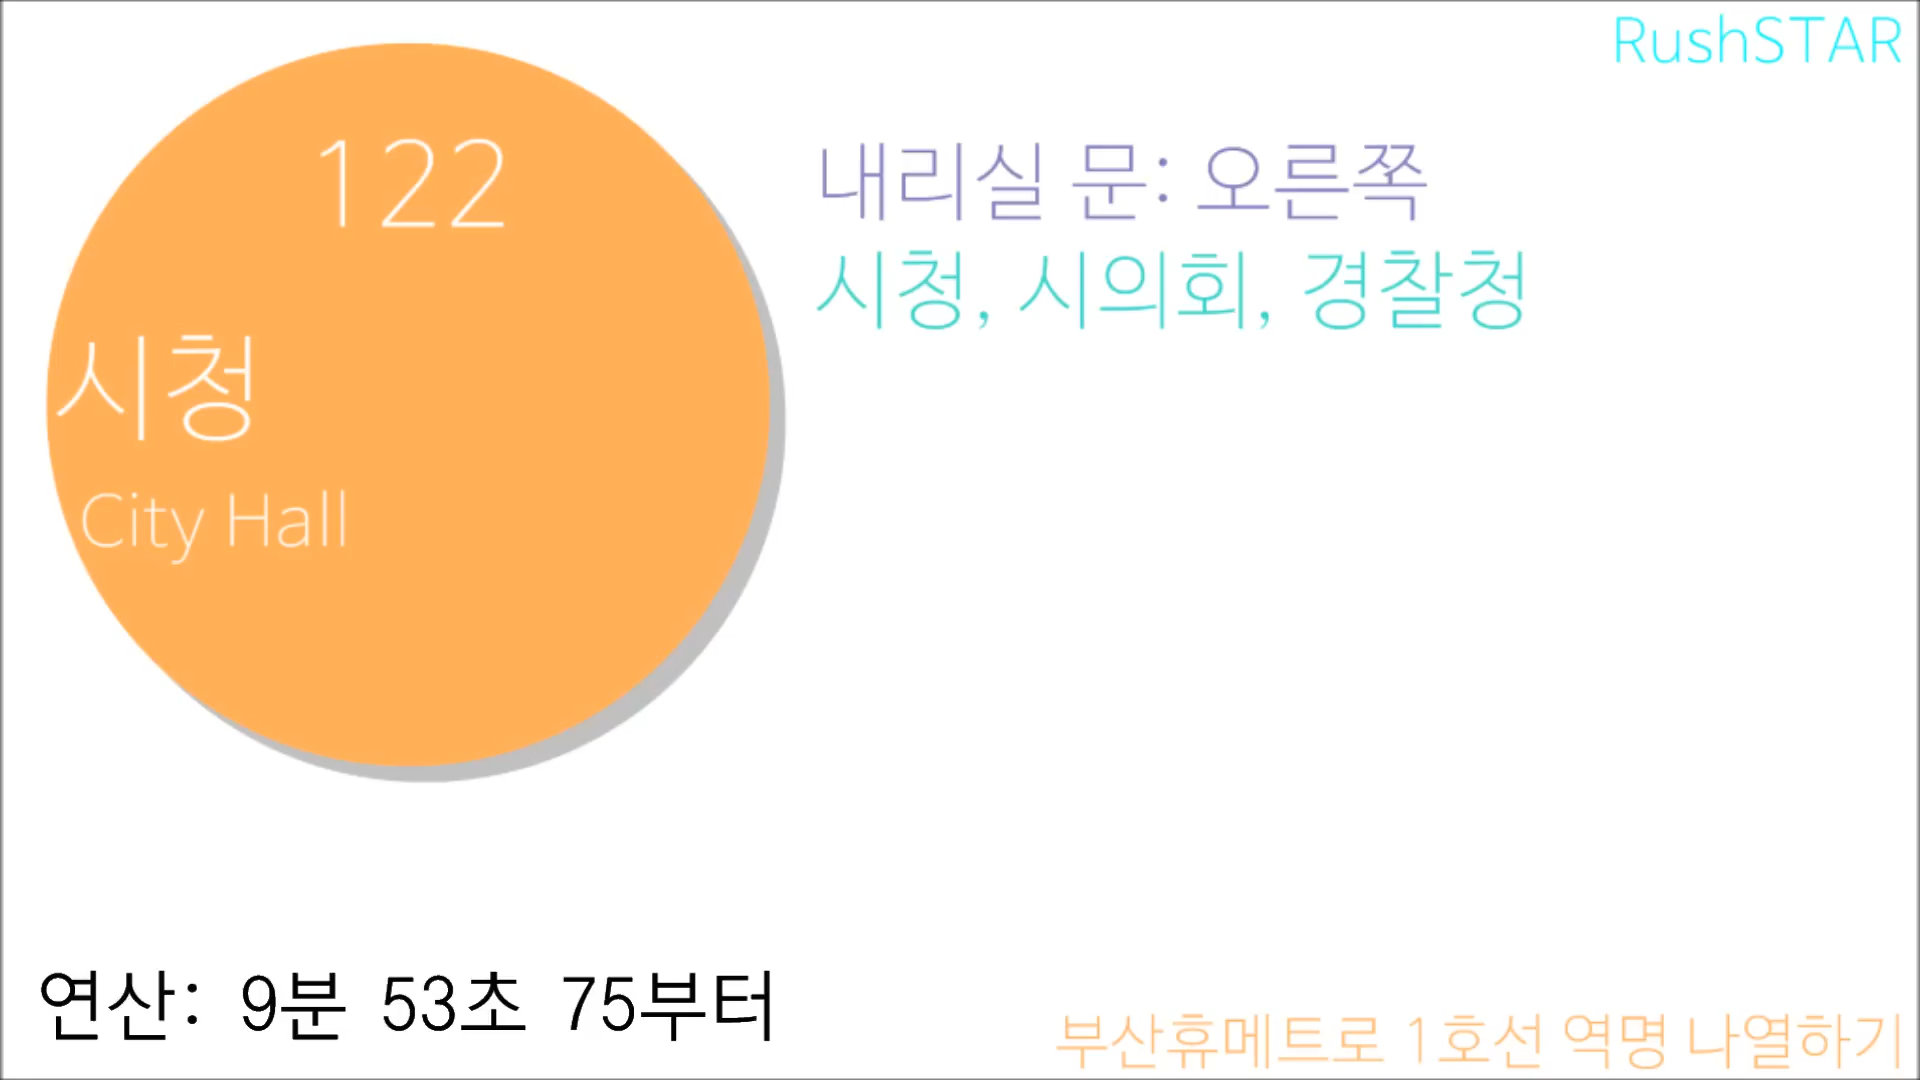 RushSTAR
122
시청
City Hall
내리실 문: 오른쪽
시청, 시의회, 경찰청
연산: 9분 53초 75부터
부산휴메트로 1호선 역명 나열하기